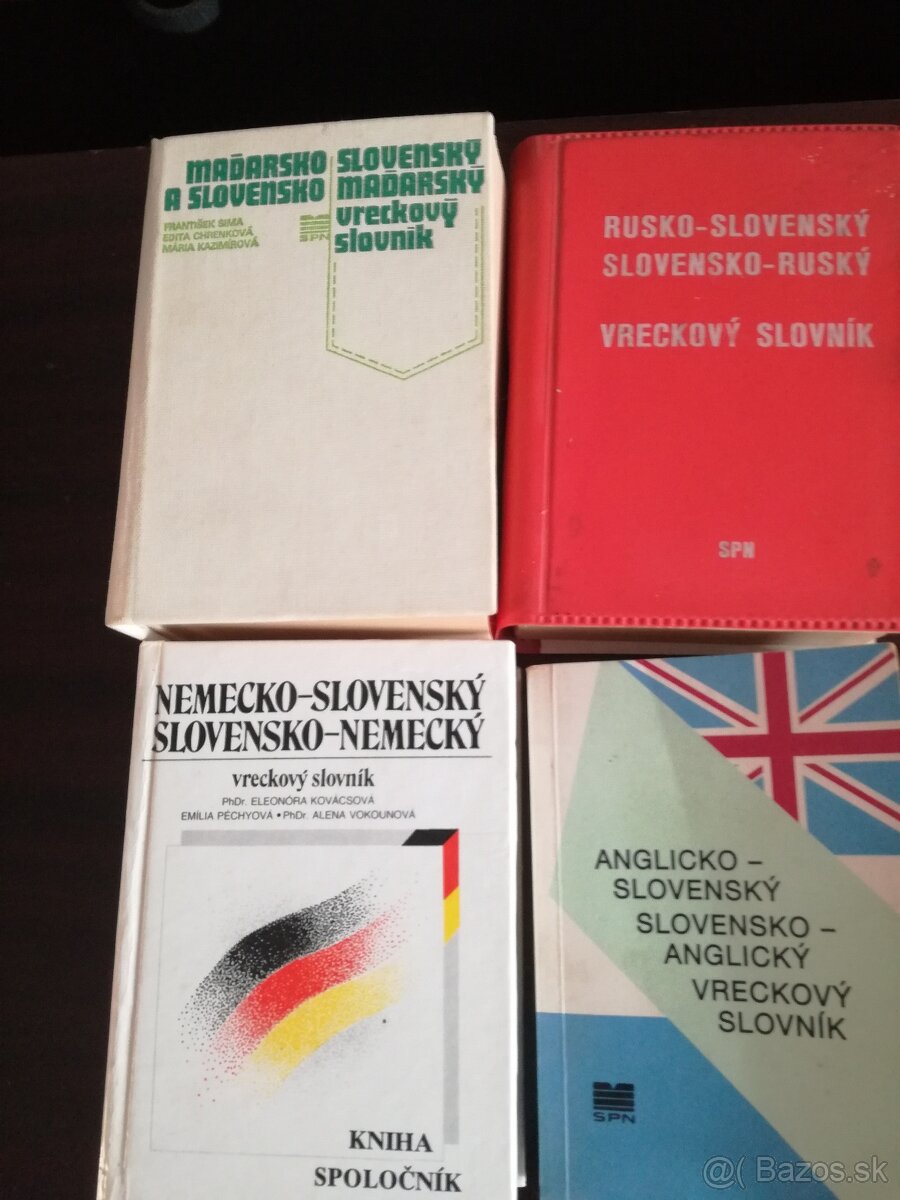 MAĎARSKO
A SLOVENSKO
FRANTIŠEK SIMA
EDITA CHRENKOVÁ
MÁRIA KAZIMÍROVÁ
SPN
SLOVENSKÝ
MAĎARSKÝ
vreckový
slovník
RUSKO-SLOVENSKÝ
SLOVENSKO-RUSKÝ
VRECKOVÝ SLOVNÍK
SPN
NEMECKO-SLOVENSKÝ
SLOVENSKO-NEMECKÝ
vreckový slovník
PhDr. ELEONÓRA KOVÁCSOVÁ
EMÍLIA PÉCHYOVÁ • PhDr. ALENA VOKOUNOVÁ
KNIHA
SPOLOČNÍK
ANGLICKO –
SLOVENSKÝ
SLOVENSKO –
ANGLICKÝ
VRECKOVÝ
SLOVNÍK
SPN
@( Bazos.sk